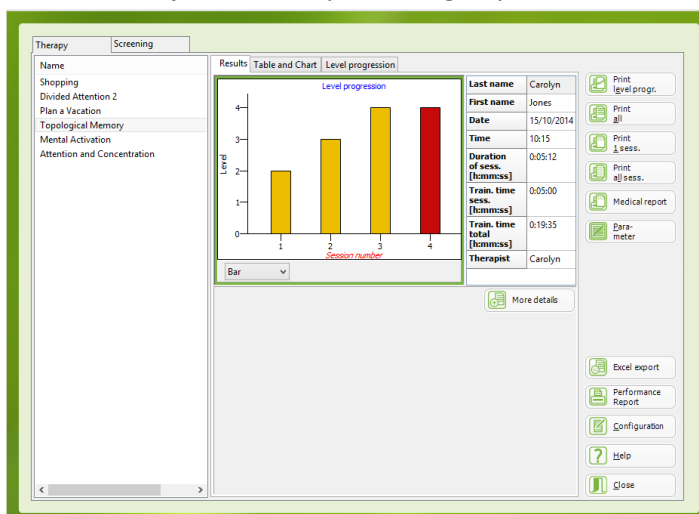 Therapy
Screening
Name
Shopping
Divided Attention 2
Plan a Vacation
Topological Memory
Mental Activation
Attention and Concentration
Results
Table and Chart
Level progression
Level progression
Level
4
3
2
1
0
1
2
3
4
Session number
Bar
Last name Carolyn
First name Jones
Date 15/10/2014
Time 10:15
Duration 0:05:12
of sess.
[h:mm:ss]
Train. time 0:05:00
sess.
[h:mm:ss]
Train. time 0:19:35
total
[h:mm:ss]
Therapist Carolyn
More details
Print
level progr.
Print
all
Print
1 sess.
Print
all sess.
Medical report
Para-
meter
Excel export
Performance
Report
Configuration
Help
Close